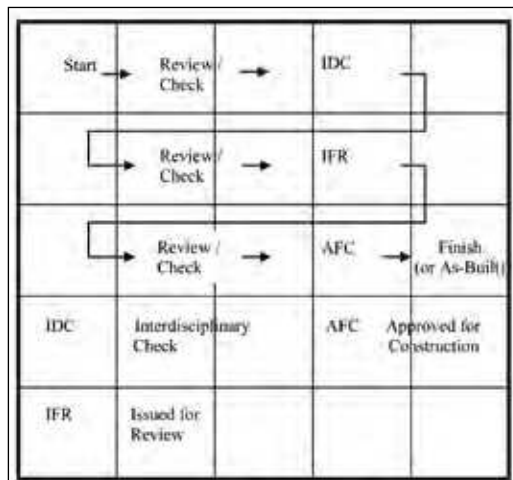 Start Review / IDC
Check
Review / IFR
Check
Review / AFC Finish
Check (or As-Built)
IDC Interdisciplinary AFC Approved for
Check Construction
IFR Issued for
Review